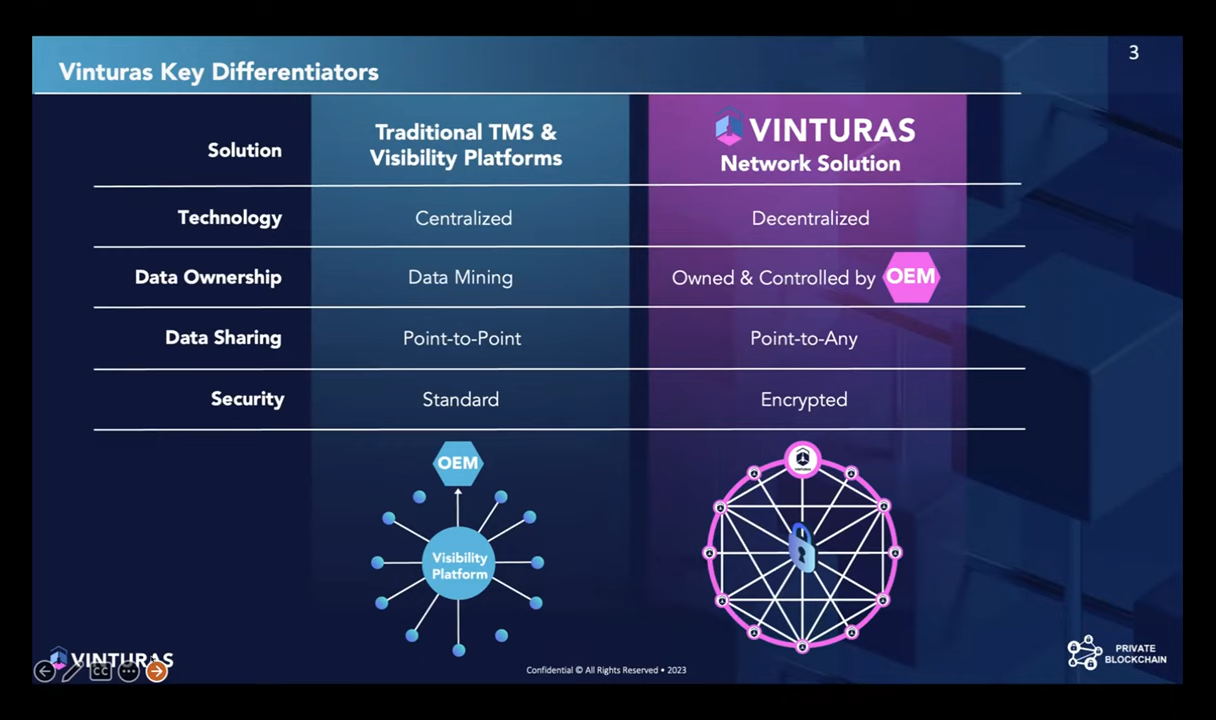 3
Vinturas Key Differentiators
Solution
Traditional TMS &
Visibility Platforms
VINTURAS
Network Solution
Technology
Centralized
Decentralized
Data Ownership
Data Mining
Owned & Controlled by OEM
Data Sharing
Point-to-Point
Point-to-Any
Security
Standard
Encrypted
OEM
Visibility
Platform
VINTURAS
CC
Confidential © All Rights Reserved • 2023
PRIVATE
BLOCKCHAIN